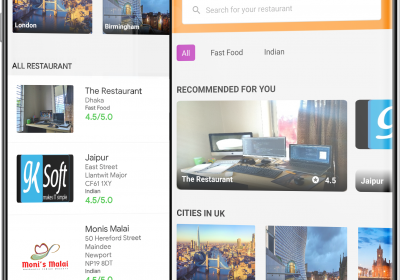 London
Birmingham
ALL RESTAURANT
The Restaurant
Dhaka
Fast Food
4.5/5.0
9K Soft
makes IT simple
Jaipur
East Street
Llantwit Major
CF61 1XY
Indian
4.5/5.0
Moni's Malai
Monis Malai
50 Hereford Street
Maindee
Newport
NP19 8DT
Indian
4.5/5.0
Search for your restaurant
All
Fast Food
Indian
RECOMMENDED FOR YOU
The Restaurant
4.5
Jaipur
CITIES IN UK